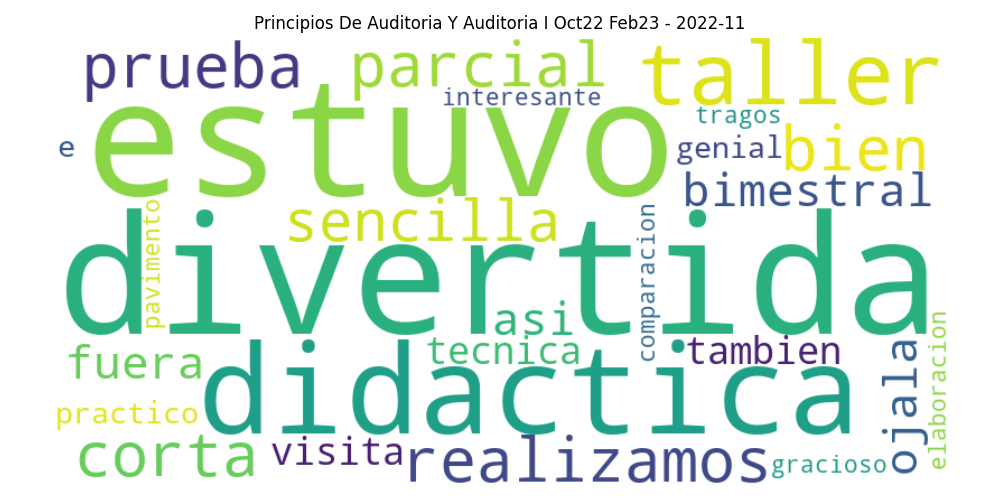 Principios De Auditoria Y Auditoria I Oct22 Feb23 - 2022-11
prueba
parcial
taller
interesante
estuvo
tragos
e
genial
bien
bimestral
sencilla
pavimento
comparacion
divertida
asi
fuera
tecnica
tambien
ojala
elaboracion
didactica
practico
corta
visita
realizamos
gracioso